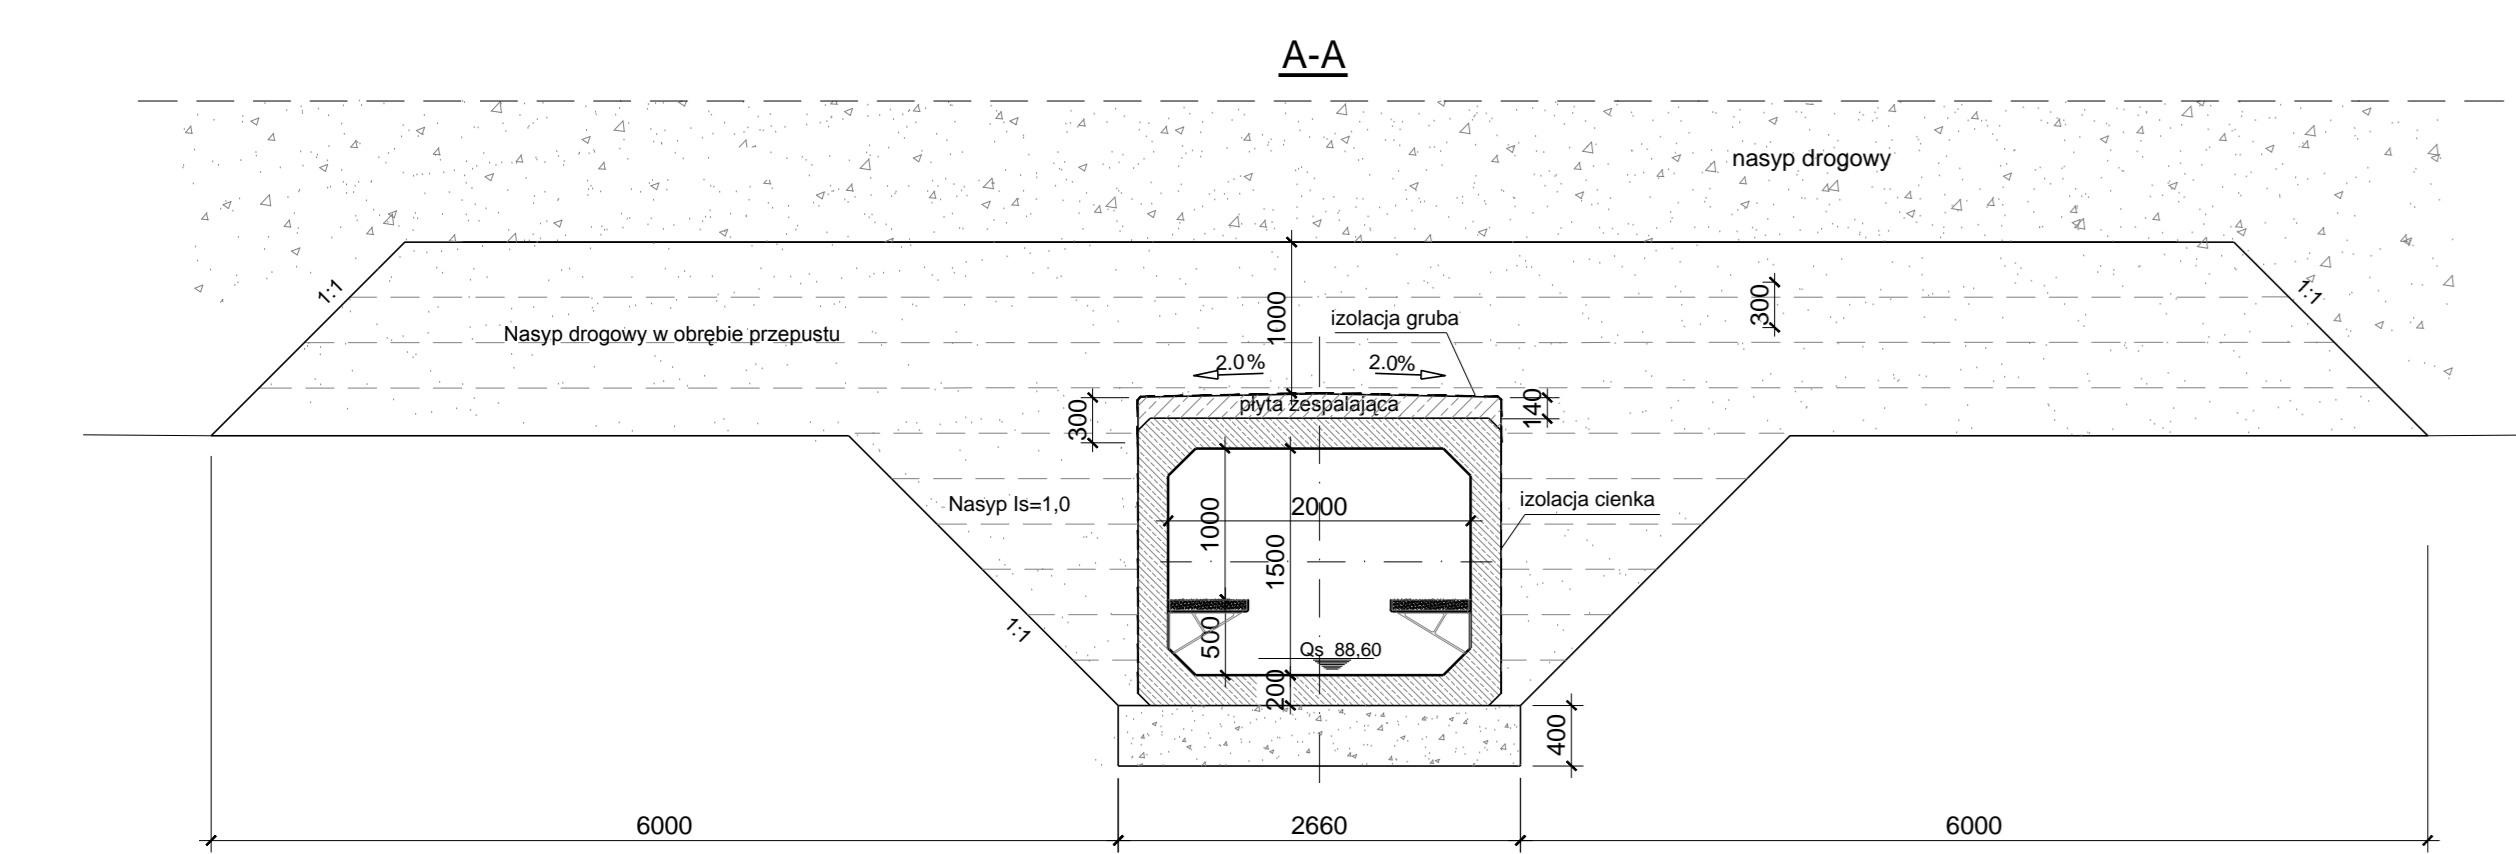 A-A
nasyp drogowy
1:1
1:1
300
1000
izolacja gruba
Nasyp drogowy w obrębie przepustu
2.0%
2.0%
300
płyta zespalająca
140
Nasyp Is=1,0
1000
2000
izolacja cienka
1500
1:1
500
Qs 88,60
200
400
6000
2660
6000